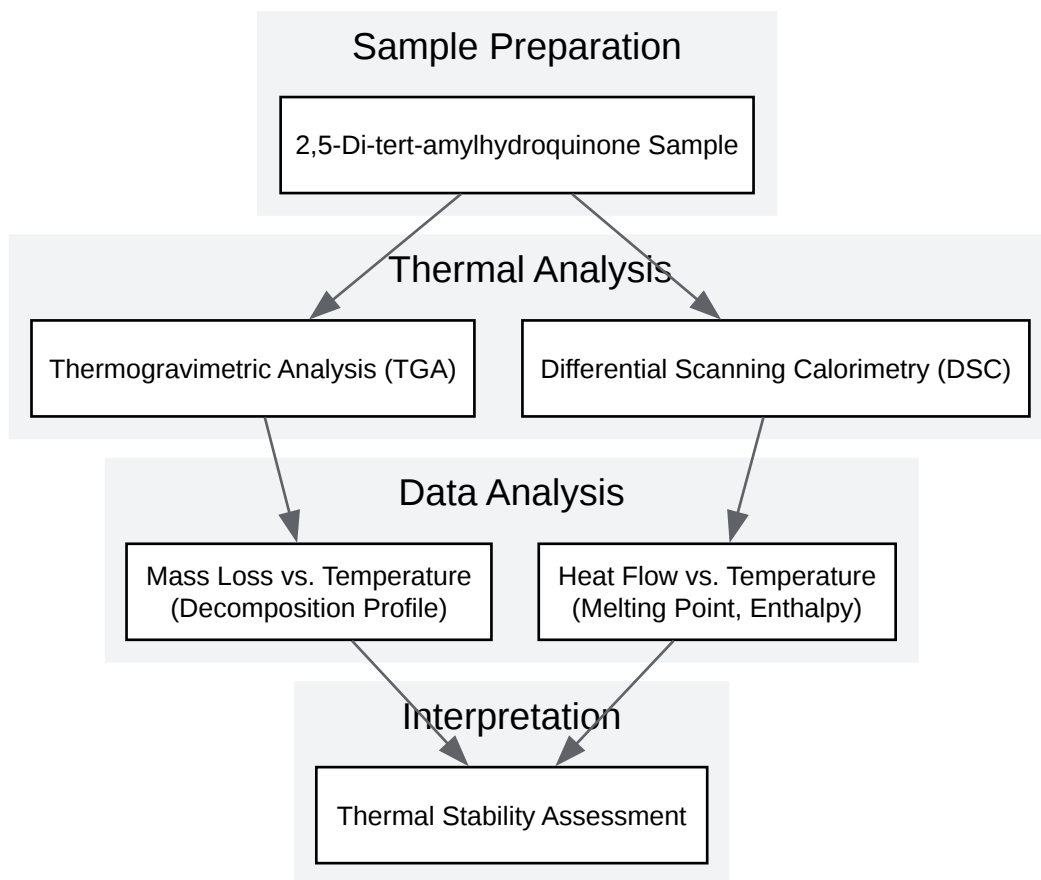 Sample Preparation
2,5-Di-tert-amylhydroquinone Sample
Thermal Analysis
Thermogravimetric Analysis (TGA)
Differential Scanning Calorimetry (DSC)
Data Analysis
Mass Loss vs. Temperature
(Decomposition Profile)
Heat Flow vs. Temperature
(Melting Point, Enthalpy)
Interpretation
Thermal Stability Assessment